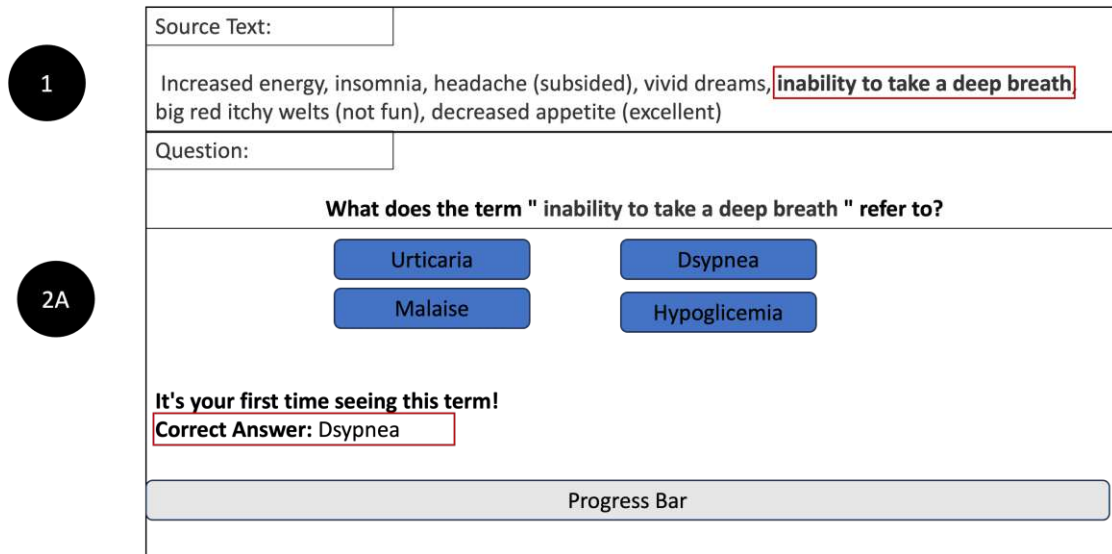 1
Source Text:
Increased energy, insomnia, headache (subsided), vivid dreams, inability to take a deep breath,
big red itchy welts (not fun), decreased appetite (excellent)
Question:
What does the term " inability to take a deep breath " refer to?
2A
Urticaria
Dsypnea
Malaise
Hypoglicemia
It's your first time seeing this term!
Correct Answer: Dsypnea
Progress Bar